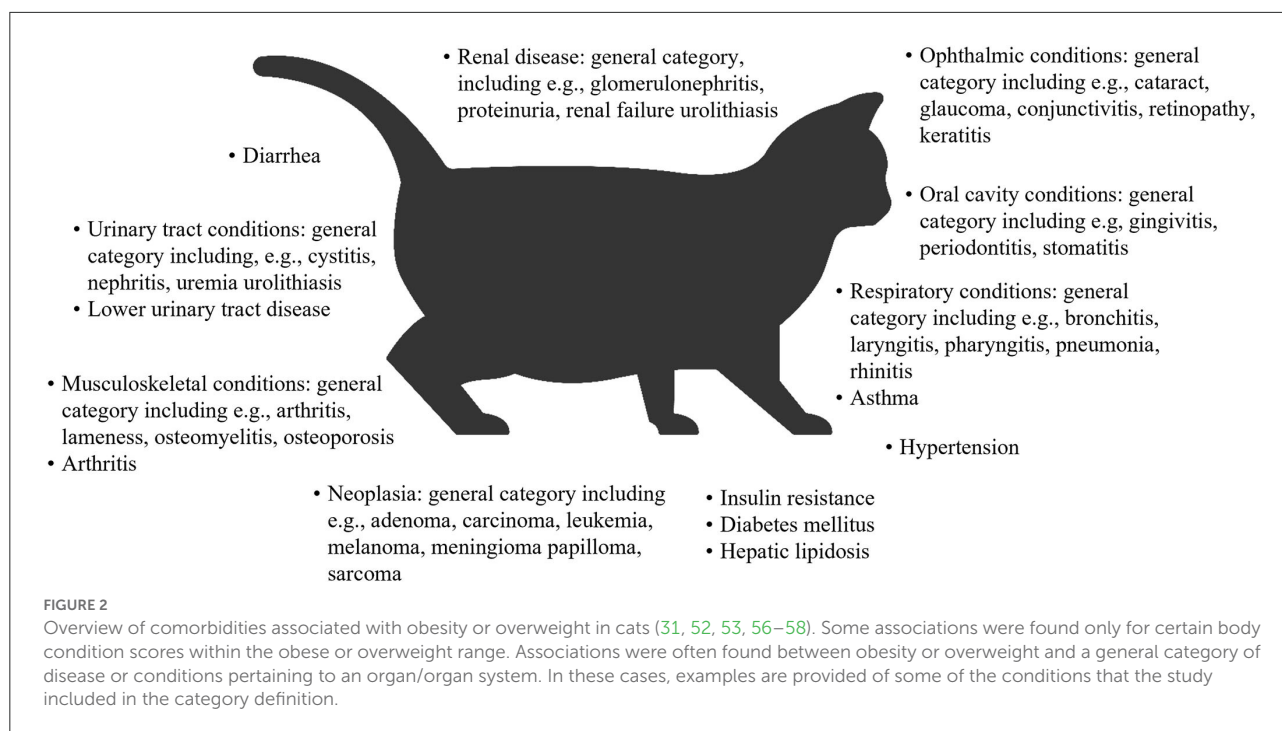 • Renal disease: general category,
including e.g., glomerulonephritis,
proteinuria, renal failure urolithiasis
• Ophthalmic conditions: general
category including e.g., cataract,
glaucoma, conjunctivitis, retinopathy,
keratitis
• Diarrhea
• Oral cavity conditions: general
category including e.g, gingivitis,
periodontitis, stomatitis
• Urinary tract conditions: general
category including, e.g., cystitis,
nephritis, uremia urolithiasis
• Lower urinary tract disease
• Respiratory conditions: general
category including e.g., bronchitis,
laryngitis, pharyngitis, pneumonia,
rhinitis
• Asthma
• Musculoskeletal conditions: general
category including e.g., arthritis,
lameness, osteomyelitis, osteoporosis
• Arthritis
• Hypertension
• Neoplasia: general category including
e.g., adenoma, carcinoma, leukemia,
melanoma, meningioma papilloma,
sarcoma
• Insulin resistance
• Diabetes mellitus
• Hepatic lipidosis
FIGURE 2
Overview of comorbidities associated with obesity or overweight in cats (31, 52, 53, 56–58). Some associations were found only for certain body
condition scores within the obese or overweight range. Associations were often found between obesity or overweight and a general category of
disease or conditions pertaining to an organ/organ system. In these cases, examples are provided of some of the conditions that the study
included in the category definition.